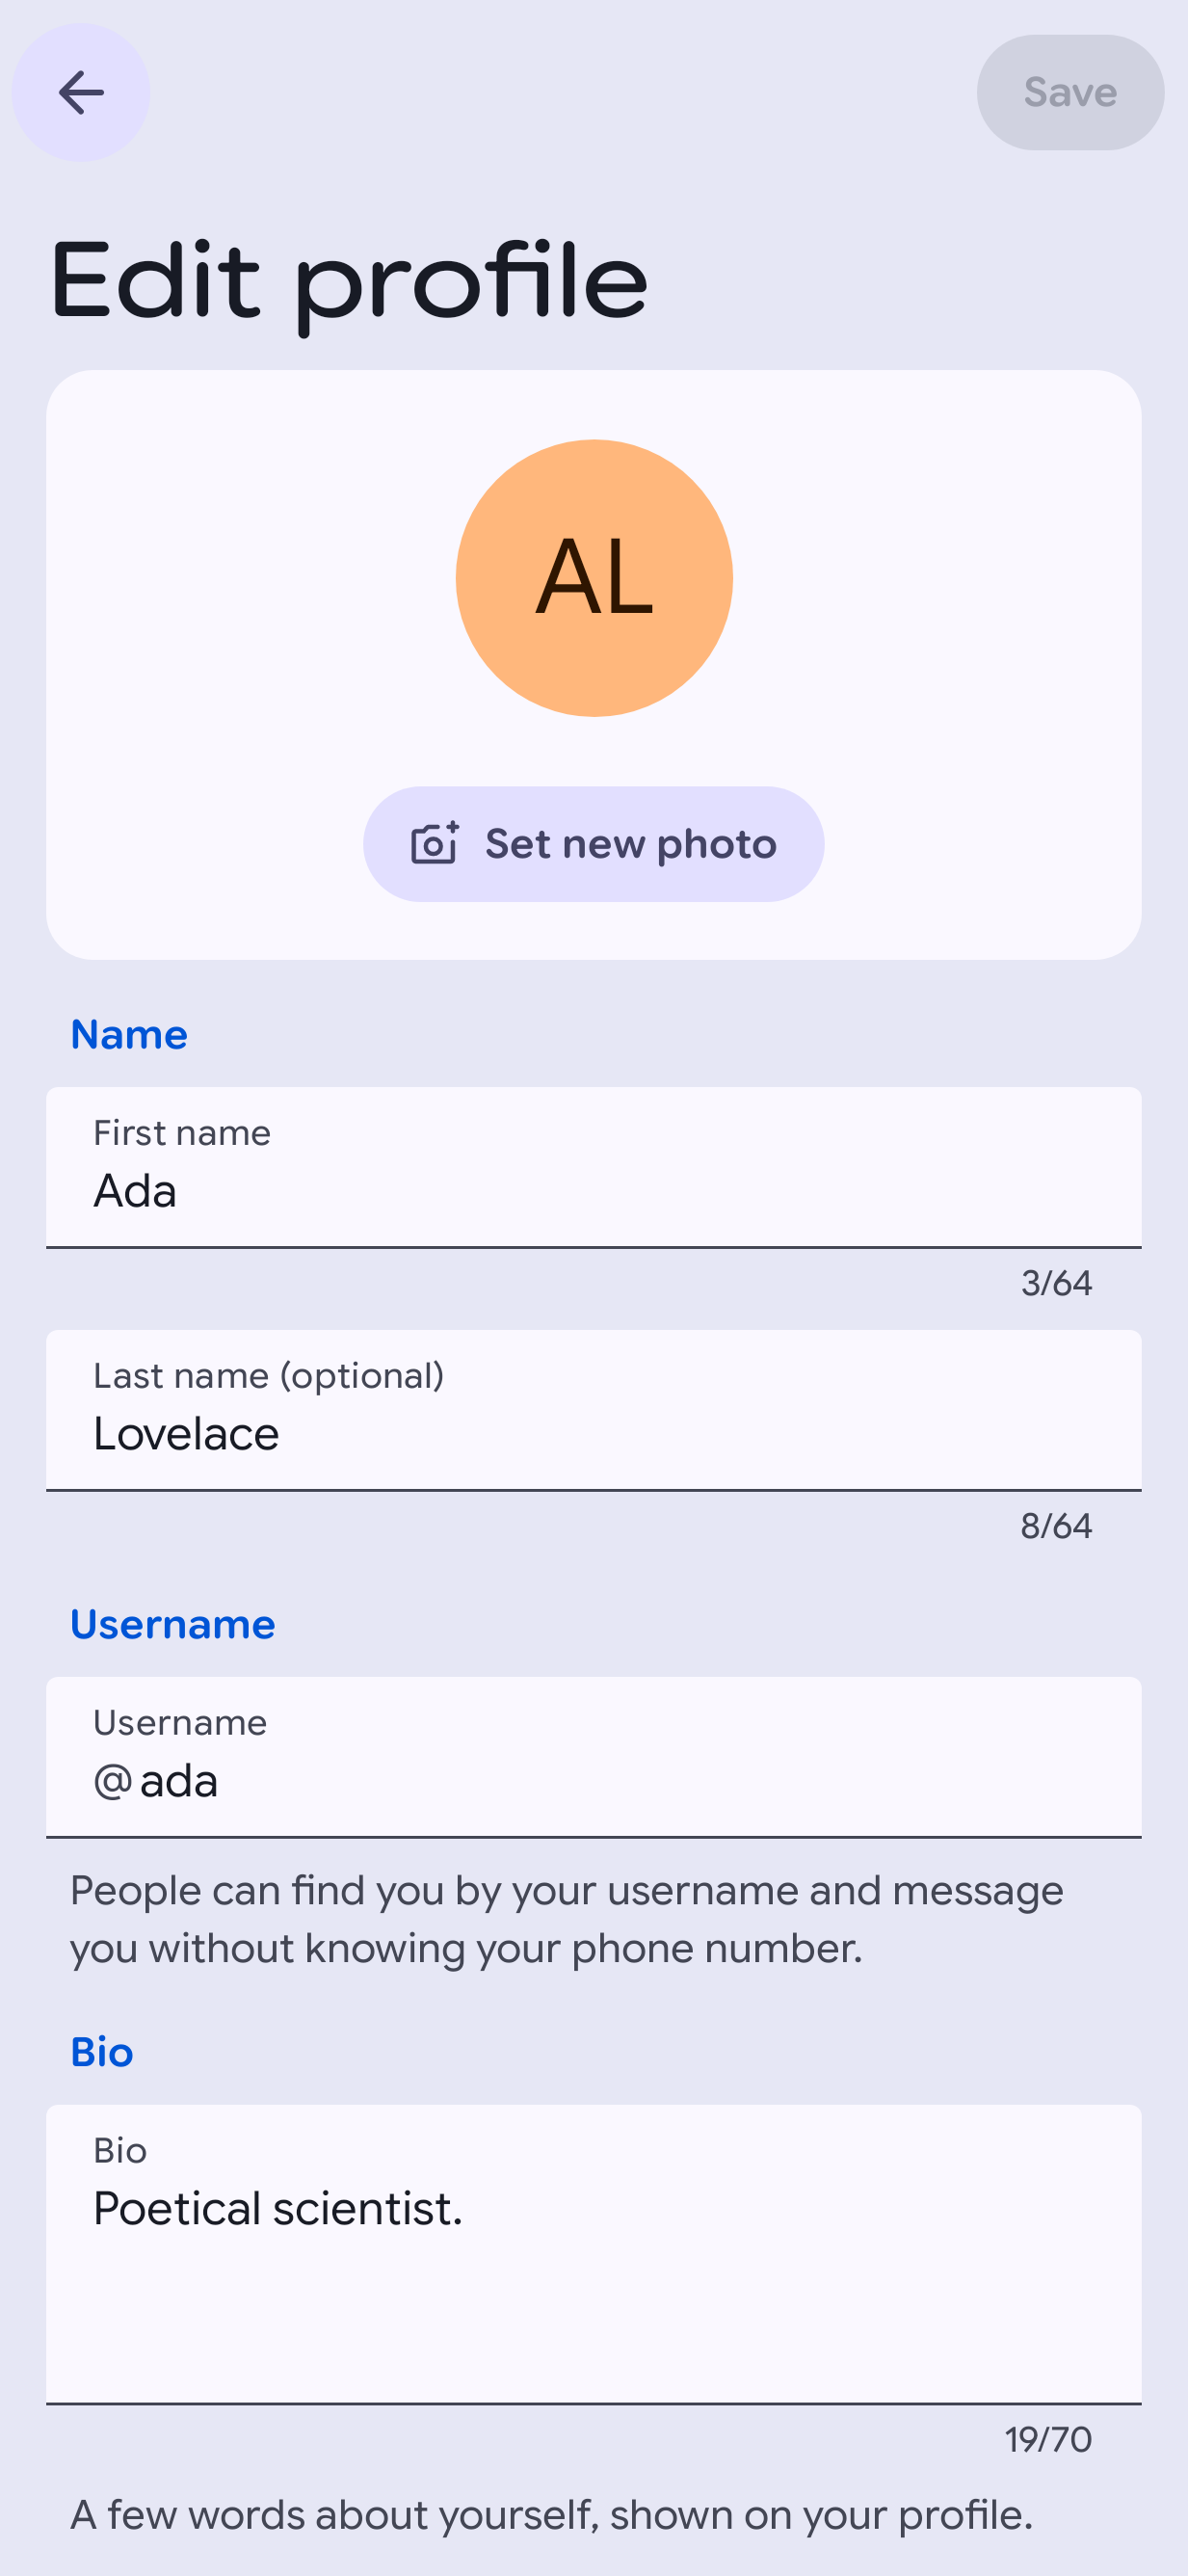 Save
Edit profile
AL
Set new photo
Name
First name
Ada
3/64
Last name (optional)
Lovelace
8/64
Username
Username
@ada
People can find you by your username and message
you without knowing your phone number.
Bio
Bio
Poetical scientist.
19/70
A few words about yourself, shown on your profile.